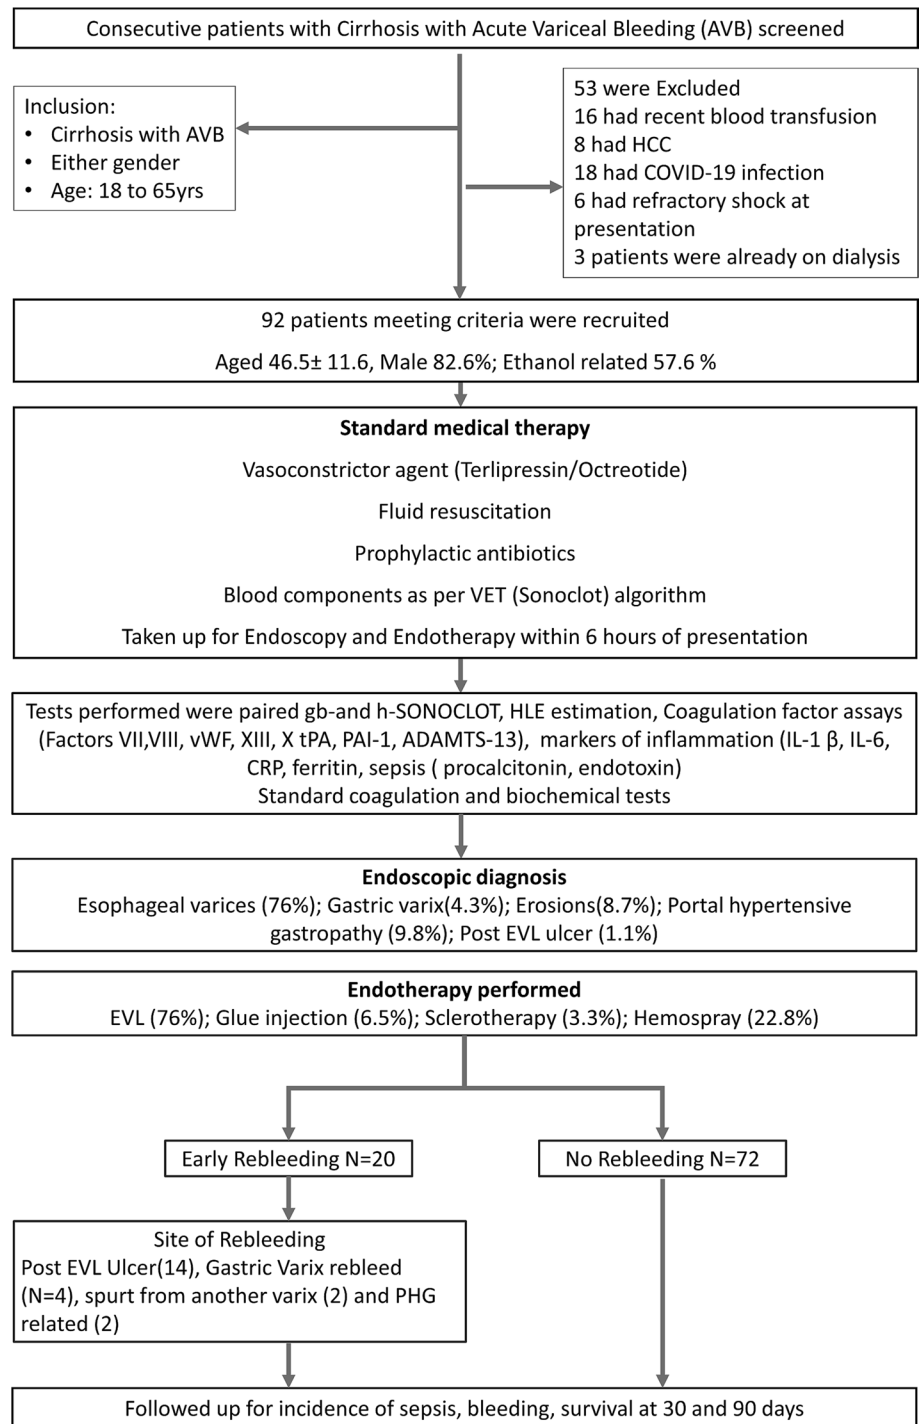 Consecutive patients with Cirrhosis with Acute Variceal Bleeding (AVB) screened
Inclusion:
• Cirrhosis with AVB
• Either gender
• Age: 18 to 65yrs
53 were Excluded
16 had recent blood transfusion
8 had HCC
18 had COVID-19 infection
6 had refractory shock at
presentation
3 patients were already on dialysis
92 patients meeting criteria were recruited
Aged 46.5± 11.6, Male 82.6%; Ethanol related 57.6 %
Standard medical therapy
Vasoconstrictor agent (Terlipressin/Octreotide)
Fluid resuscitation
Prophylactic antibiotics
Blood components as per VET (Sonoclot) algorithm
Taken up for Endoscopy and Endotherapy within 6 hours of presentation
Tests performed were paired gb-and h-SONOCLOT, HLE estimation, Coagulation factor assays
(Factors VII,VIII, vWF, XIII, X tPA, PAI-1, ADAMTS-13), markers of inflammation (IL-1 β, IL-6,
CRP, ferritin, sepsis ( procalcitonin, endotoxin)
Standard coagulation and biochemical tests
Endoscopic diagnosis
Esophageal varices (76%); Gastric varix(4.3%); Erosions(8.7%); Portal hypertensive
gastropathy (9.8%); Post EVL ulcer (1.1%)
Endotherapy performed
EVL (76%); Glue injection (6.5%); Sclerotherapy (3.3%); Hemospray (22.8%)
Early Rebleeding N=20
No Rebleeding N=72
Site of Rebleeding
Post EVL Ulcer(14), Gastric Varix rebleed
(N=4), spurt from another varix (2) and PHG
related (2)
Followed up for incidence of sepsis, bleeding, survival at 30 and 90 days